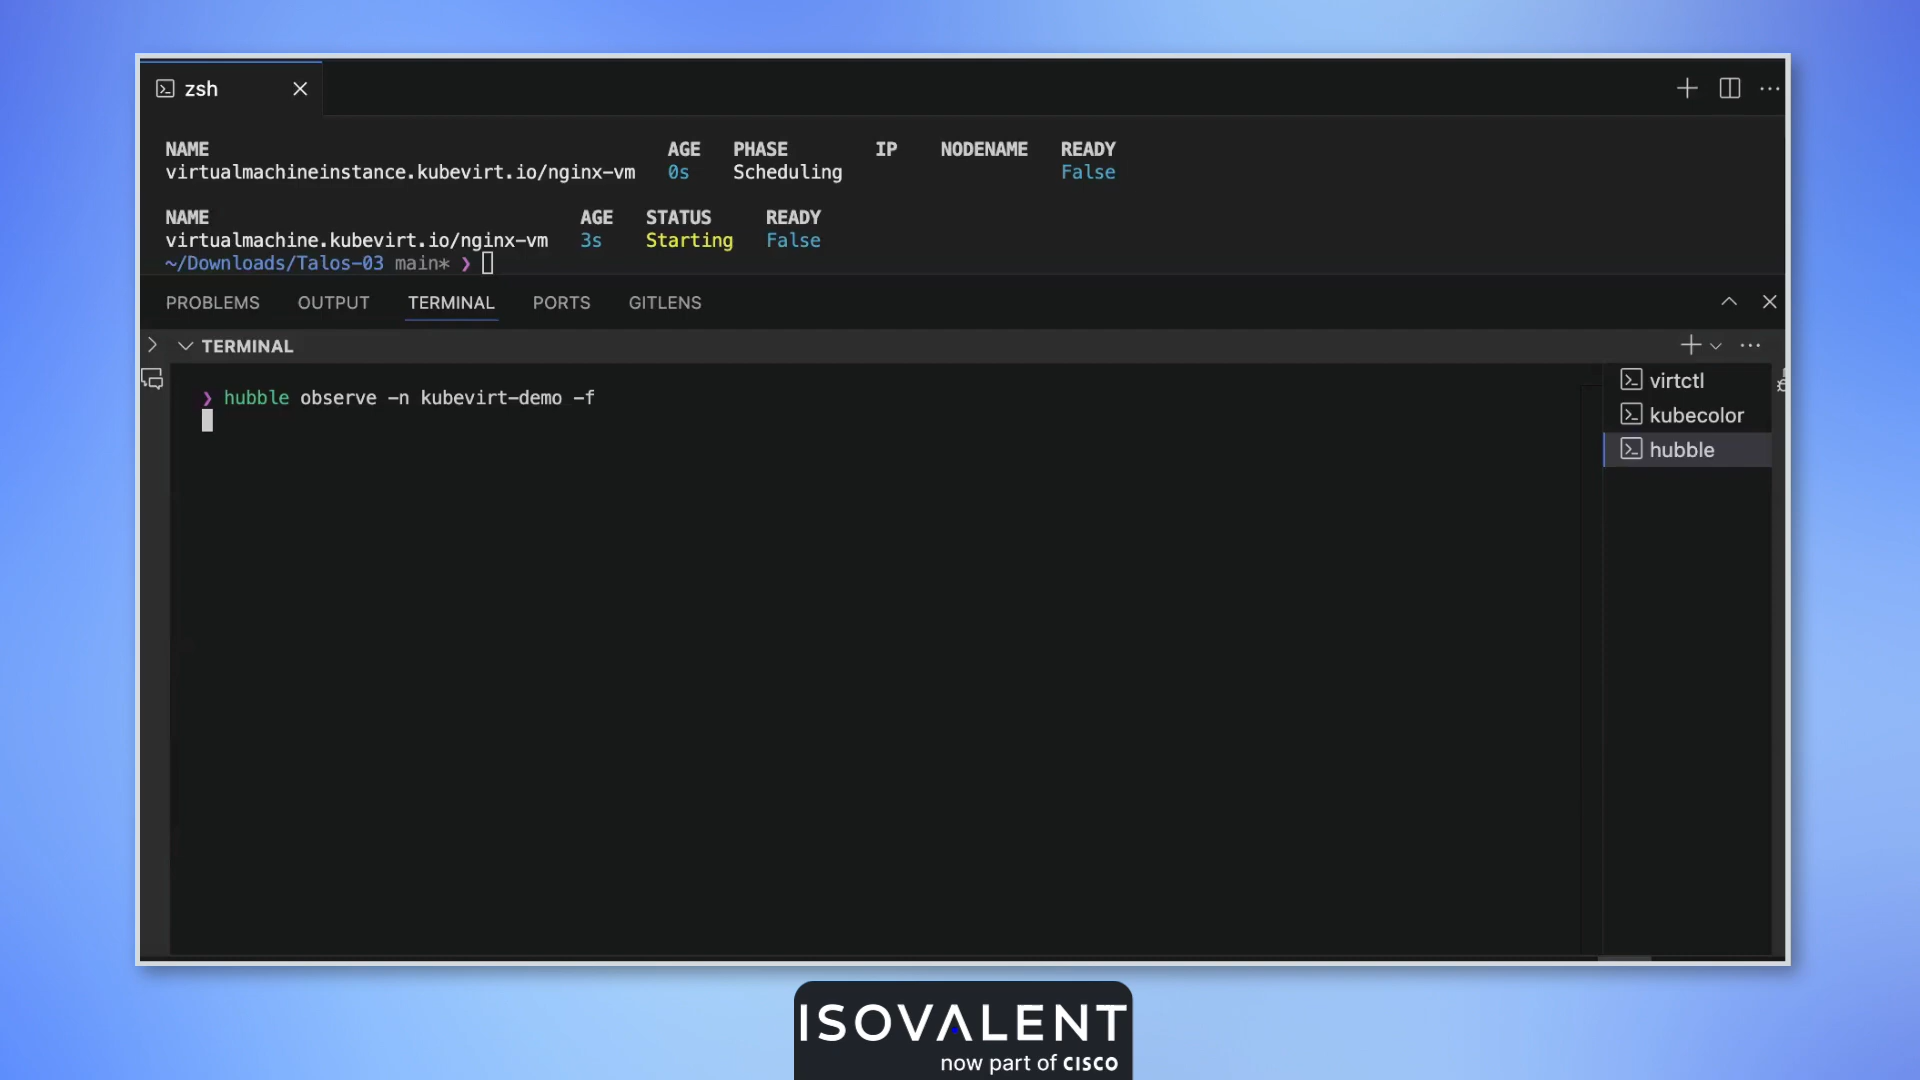 zsh
NAME AGE PHASE IP NODENAME READY
virtualmachineinstance.kubevirt.io/nginx-vm 0s Scheduling False
NAME AGE STATUS READY
virtualmachine.kubevirt.io/nginx-vm 3s Starting False
~/Downloads/Talos-03 main* ❯
PROBLEMS OUTPUT TERMINAL PORTS GITLENS
TERMINAL
❯ hubble observe -n kubevirt-demo -f
virtctl
kubecolor
hubble
ISOVALENT
now part of CISCO